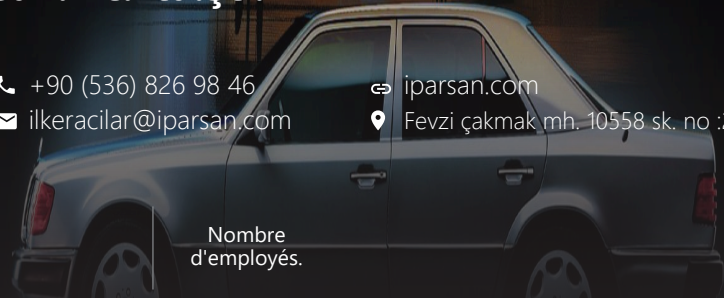 +90 (536) 826 98 46
iparsan.com
ilkeracilar@iparsan.com
Fevzi çakmak mh. 10558 sk. no :
Nombre
d'employés.